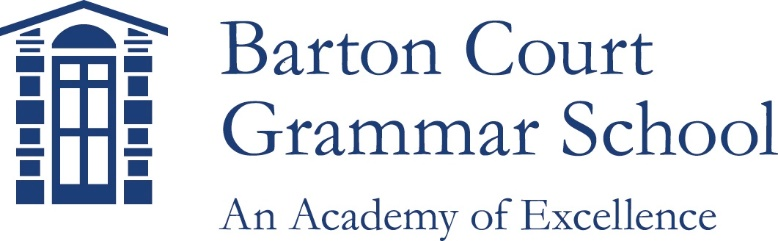 Barton Court
Grammar School
An Academy of Excellence